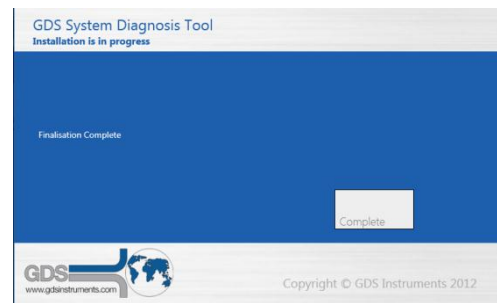 GDS System Diagnosis Tool
Installation is in progress
Finalisation Complete
Complete
GDS
www.gdsinstruments.com
Copyright © GDS Instruments 2012